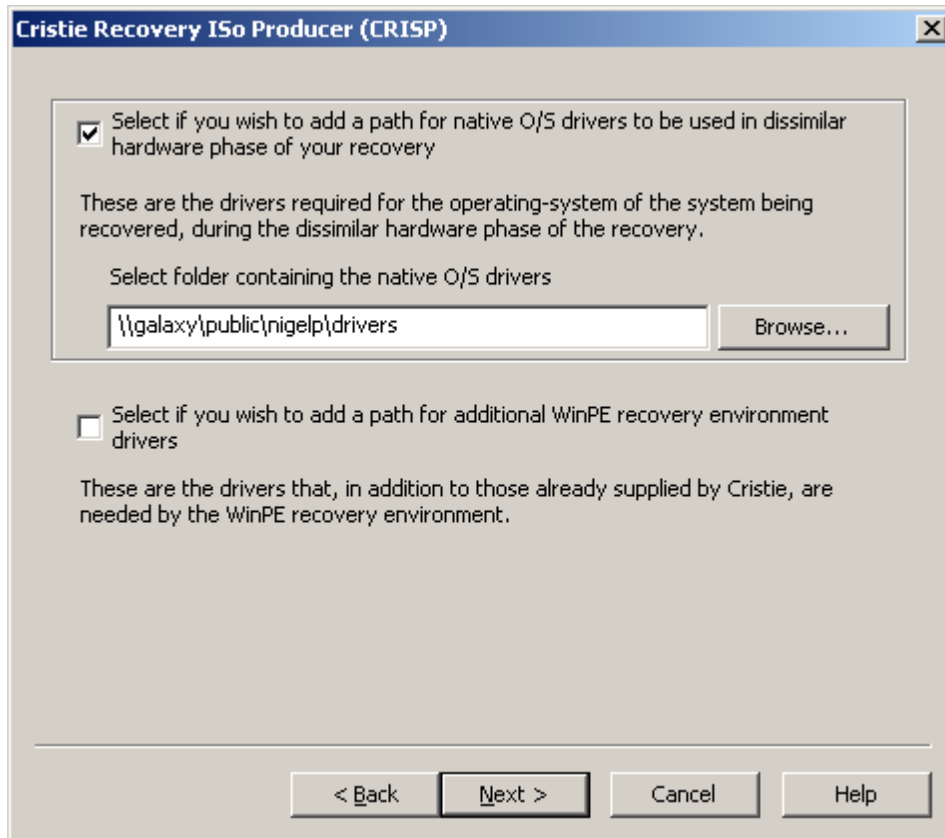 Cristie Recovery ISo Producer (CRISP)
Select if you wish to add a path for native O/S drivers to be used in dissimilar
hardware phase of your recovery
These are the drivers required for the operating-system of the system being
recovered, during the dissimilar hardware phase of the recovery.
Select folder containing the native O/S drivers
\\galaxy\public\nigelp\drivers
Browse...
Select if you wish to add a path for additional WinPE recovery environment
drivers
These are the drivers that, in addition to those already supplied by Cristie, are
needed by the WinPE recovery environment.
< Back
Next >
Cancel
Help